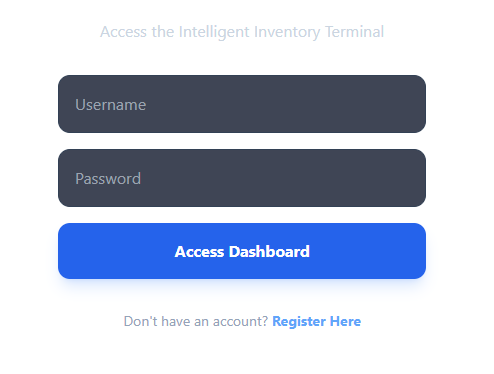 Access the Intelligent Inventory Terminal
Username
Password
Access Dashboard
Don't have an account? Register Here